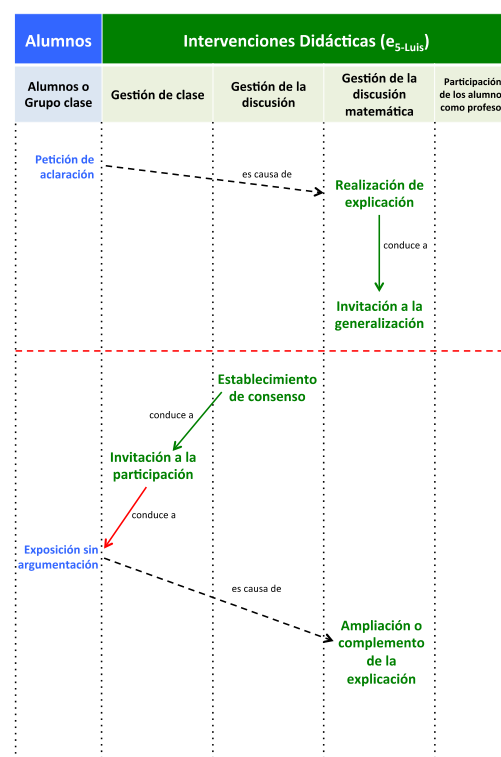 Alumnos
Intervenciones Didácticas (e5-Luis)
Alumnos o
Grupo clase
Gestión de clase
Gestión de la
discusión
Gestión de la
discusión
matemática
Participación
de los alumno
como profeso
Petición de
aclaración
es causa de
Realización de
explicación
conduce a
Invitación a la
generalización
Establecimiento
de consenso
conduce a
Invitación a la
participación
conduce a
Exposición sin
argumentación
es causa de
Ampliación o
complemento
de la
explicación